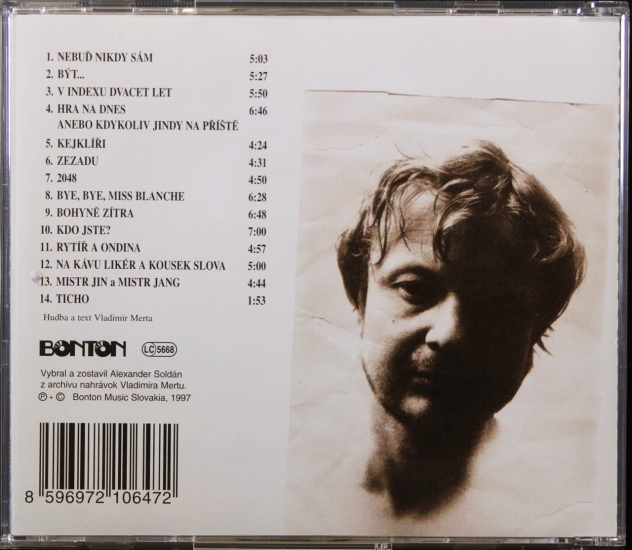 1. NEBUĎ NIKDY SÁM 5:03
2. BÝT... 5:27
3. V INDEXU DVACET LET 5:50
4. HRA NA DNES 6:46
ANEBO KDYKOLIV JINDY NA PŘÍŠTĚ
5. KEJKLÍŘI 4:24
6. ZEZADU 4:31
7. 2048 4:50
8. BYE, BYE, MISS BLANCHE 6:28
9. BOHYNĚ ZÍTRA 6:48
10. KDO JSTE? 7:00
11. RYTÍŘ A ONDINA 4:57
12. NA KÁVU LIKÉR A KOUSEK SLOVA 5:00
13. MISTR JIN a MISTR JANG 4:44
14. TICHO 1:53
Hudba a text Vladimír Merta
BONTON LC 5668
Vybral a zostavil Alexander Soldán
z archívu nahrávok Vladimíra Mertu.
Ⓟ + © Bonton Music Slovakia, 1997
8 596972 106472